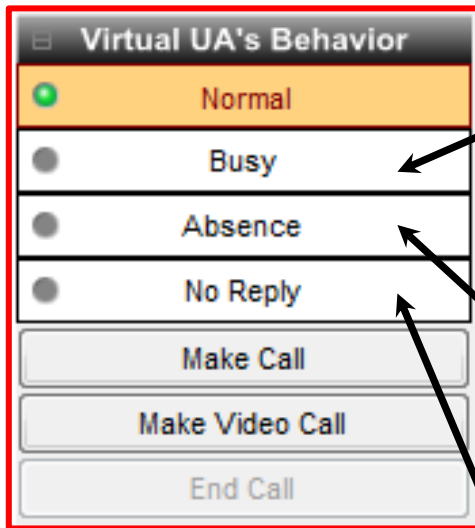 Virtual UA's Behavior
Normal
Busy
Absence
No Reply
Make Call
Make Video Call
End Call